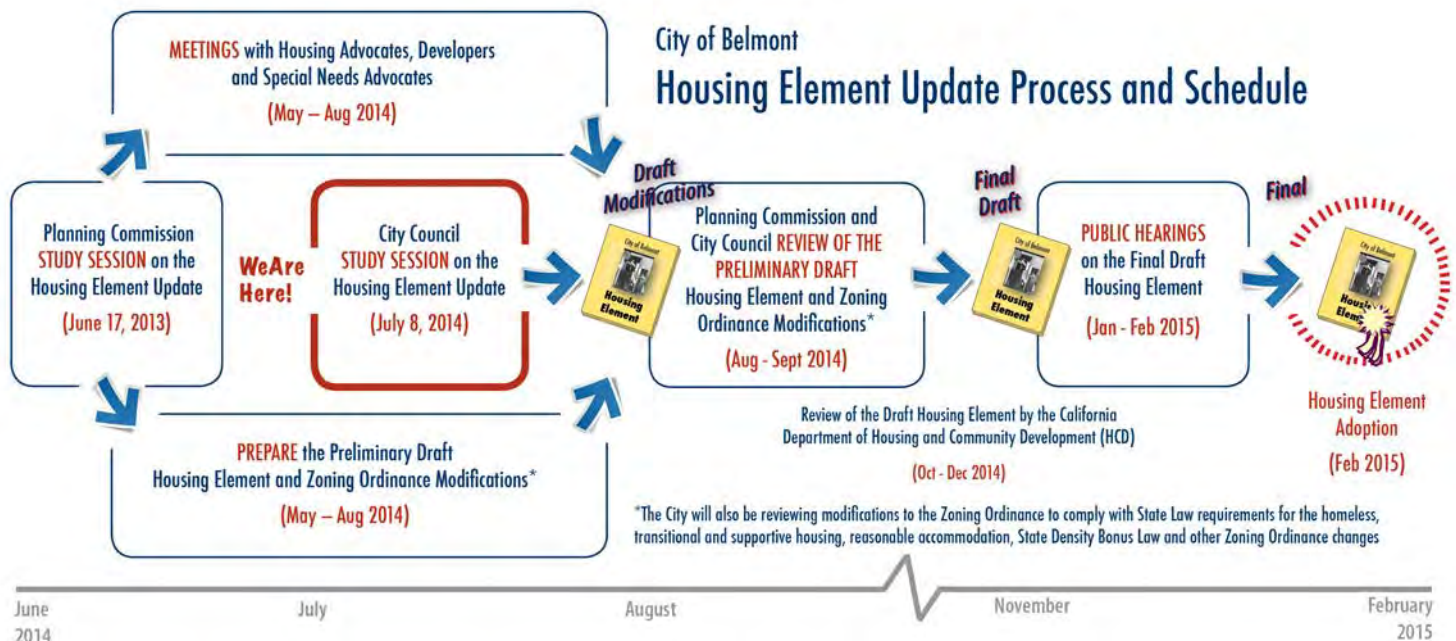 City of Belmont
Housing Element Update Process and Schedule
MEETINGS with Housing Advocates, Developers
and Special Needs Advocates
(May – Aug 2014)
Planning Commission
STUDY SESSION on the
Housing Element Update
(June 17, 2013)
WeAre
Here!
City Council
STUDY SESSION on the
Housing Element Update
(July 8, 2014)
PREPARE the Preliminary Draft
Housing Element and Zoning Ordinance Modifications*
(May – Aug 2014)
Draft
Modifications
City of Belmont
Housing
Element
Planning Commission and
City Council REVIEW OF THE
PRELIMINARY DRAFT
Housing Element and Zoning
Ordinance Modifications*
(Aug - Sept 2014)
Final
Draft
City of Belmont
Housing
Element
PUBLIC HEARINGS
on the Final Draft
Housing Element
(Jan - Feb 2015)
Final
City of Belmont
Housing
Element
Housing Element
Adoption
(Feb 2015)
Review of the Draft Housing Element by the California
Department of Housing and Community Development (HCD)
(Oct - Dec 2014)
*The City will also be reviewing modifications to the Zoning Ordinance to comply with State Law requirements for the homeless,
transitional and supportive housing, reasonable accommodation, State Density Bonus Law and other Zoning Ordinance changes
June
2014
July
August
November
February
2015